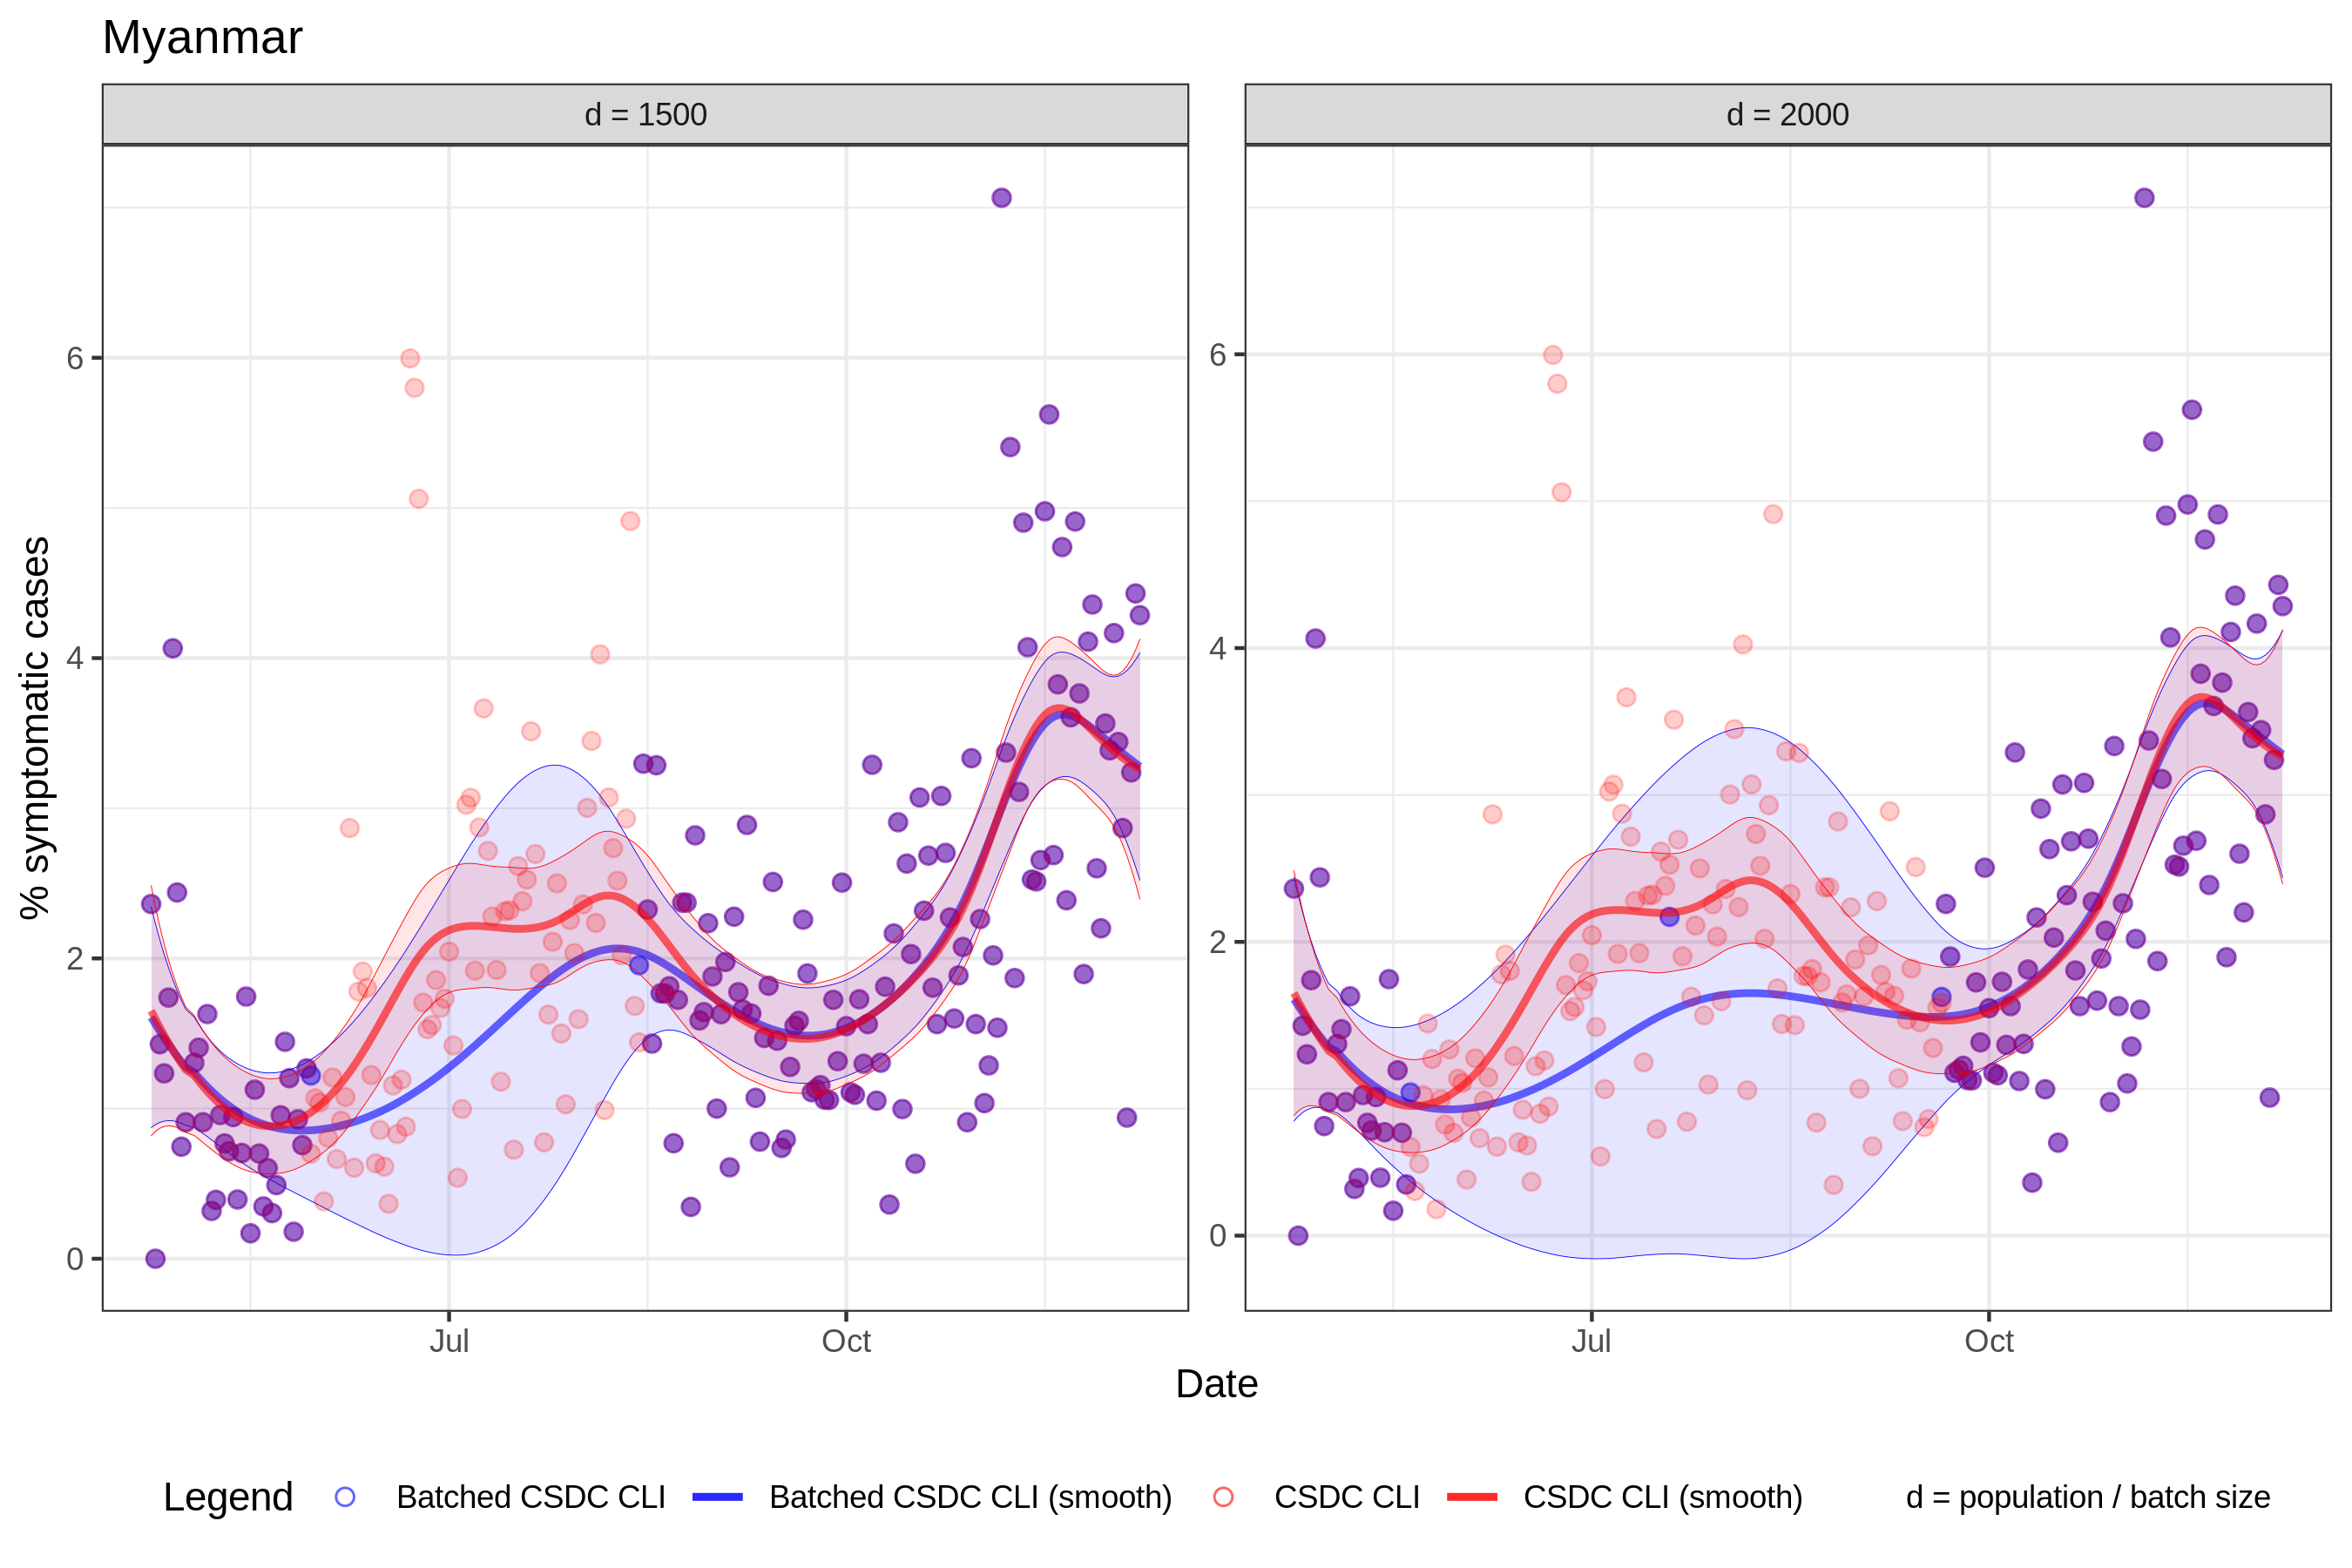 Myanmar
d = 1500
d = 2000
% symptomatic cases
6
4
2
0
6
4
2
0
Jul
Oct
Jul
Oct
Date
Legend
Batched CSDC CLI
Batched CSDC CLI (smooth)
CSDC CLI
CSDC CLI (smooth)
d = population / batch size